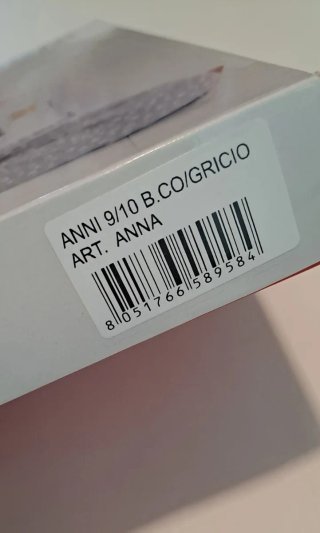 ANNI 9/10 B.CO/GRICIO
ART. ANNA
8 051766 589584